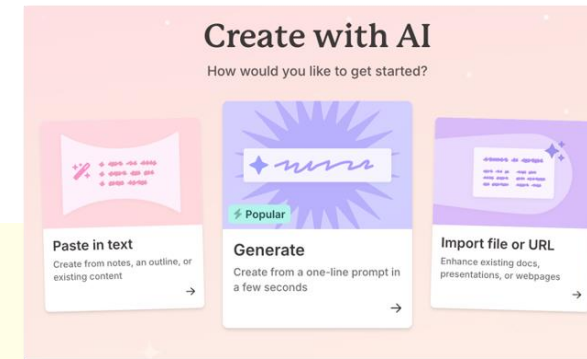 Create with AI
How would you like to get started?
Paste in text
Create from notes, an outline, or
existing content
Popular
Generate
Create from a one-line prompt in
a few seconds
Import file or URL
Enhance existing docs,
presentations, or webpages